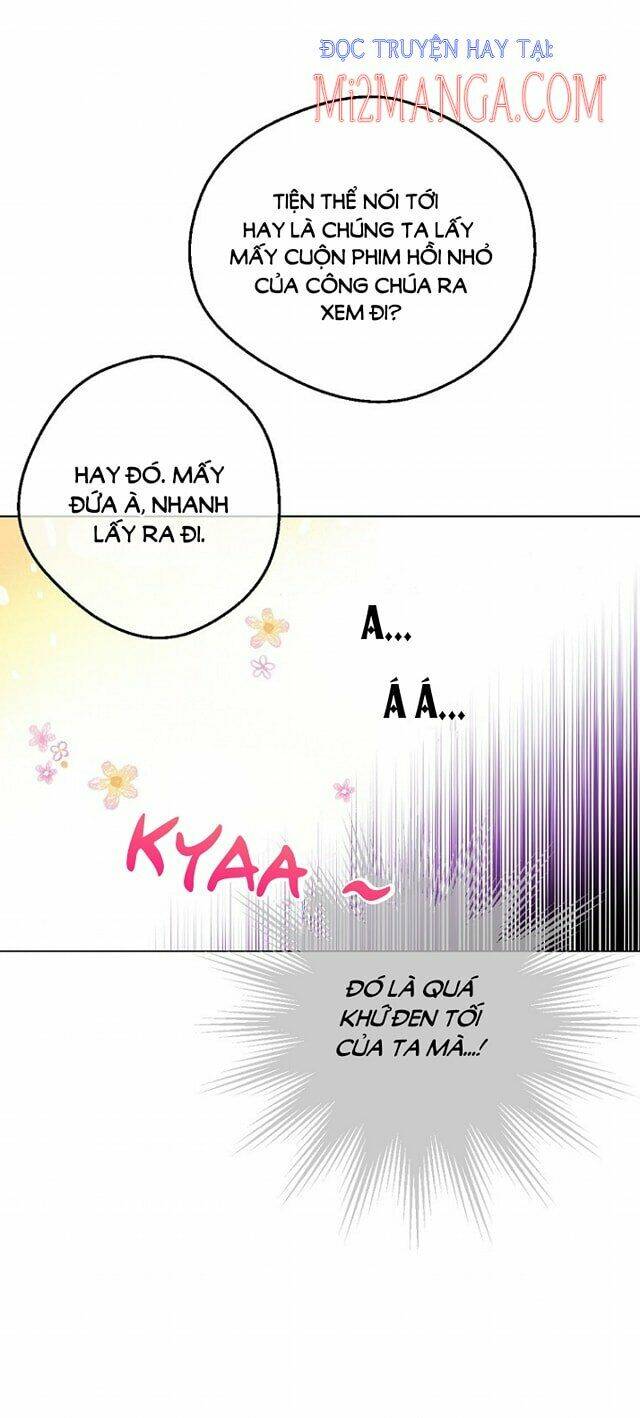 ĐỌC TRUYỆN HAY TẠI:
MI2MANGA.COM
TIỆN THỂ NÓI TỚI
HAY LÀ CHÚNG TA LẤY
MẤY CUỘN PHIM HỒI NHỎ
CỦA CÔNG CHÚA RA
XEM ĐI?
HAY ĐÓ. MẤY
ĐỨA À, NHANH
LẤY RA ĐI.
A...
Á Á...
KYAA ~
ĐÓ LÀ QUÁ
KHỨ ĐEN TỐI
CỦA TA MÀ...!